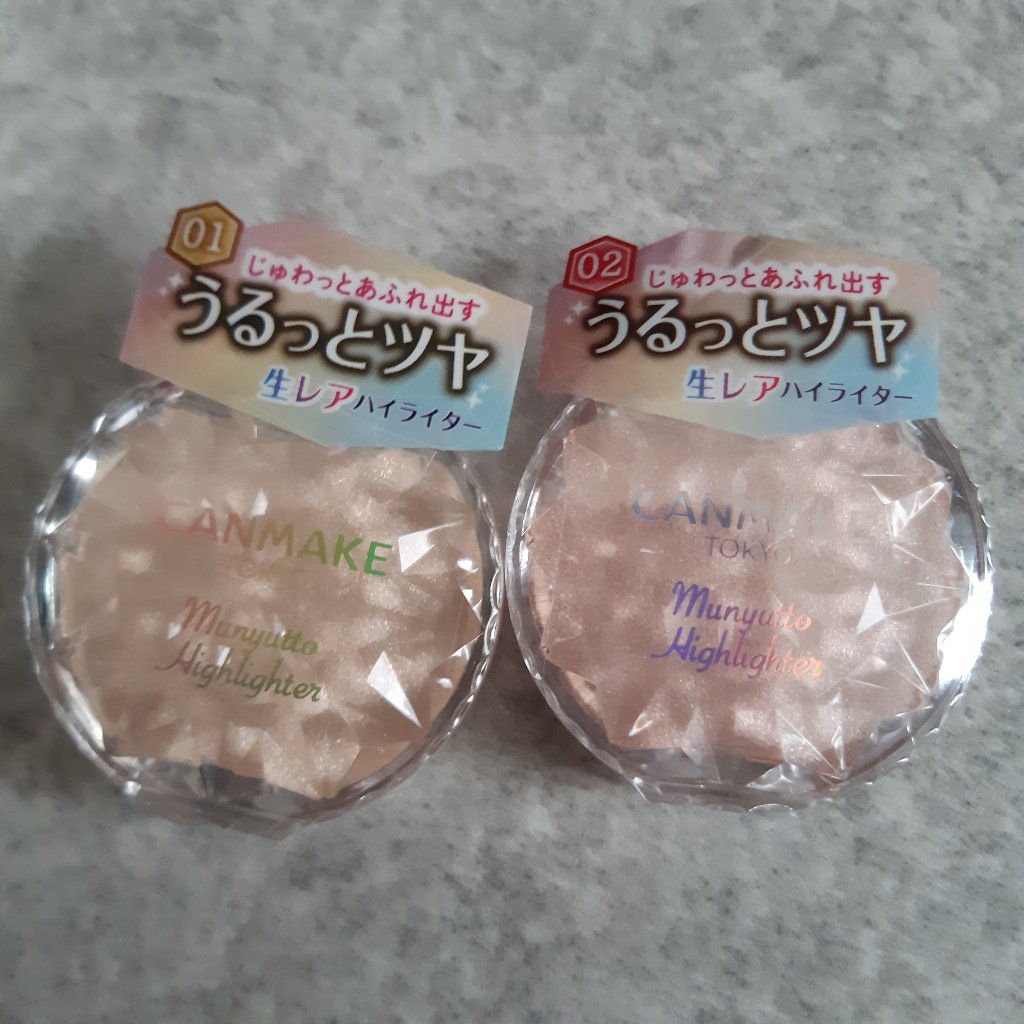 01
じゅわっとあふれ出す
うるっとツヤ
生レアハイライター
CANMAKE
TOKYO
Munyutto
Highlighter
02
じゅわっとあふれ出す
うるっとツヤ
生レアハイライター
CANMAKE
TOKYO
Munyutto
Highlighter